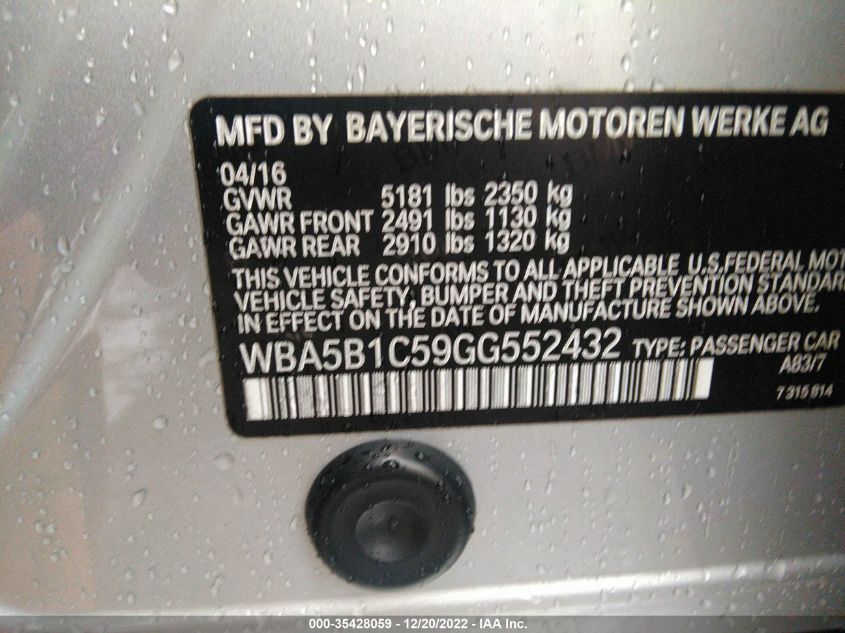 MFD BY BAYERISCHE MOTOREN WERKE AG
04/16
GVWR 5181 lbs 2350 kg
GAWR FRONT 2491 lbs 1130 kg
GAWR REAR 2910 lbs 1320 kg
THIS VEHICLE CONFORMS TO ALL APPLICABLE U.S.FEDERAL MOT
VEHICLE SAFETY, BUMPER AND THEFT PREVENTION STANDAR
IN EFFECT ON THE DATE OF MANUFACTURE SHOWN ABOVE.
WBA5B1C59GG552432 TYPE: PASSENGER CAR
A83/7
7 315 814
000-35428059 - 12/20/2022 - IAA Inc.